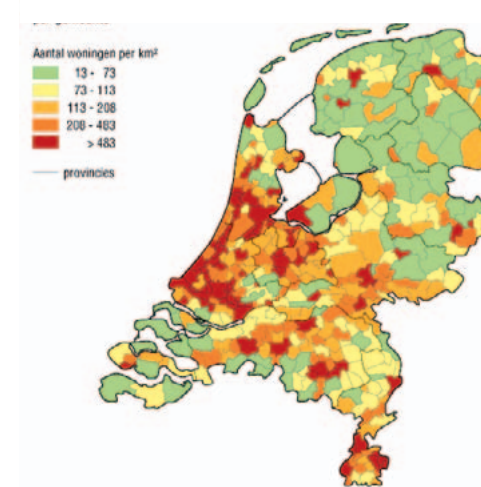 Aantal woningen per km²
13 - 73
73 - 113
113 - 208
208 - 483
> 483
provincies